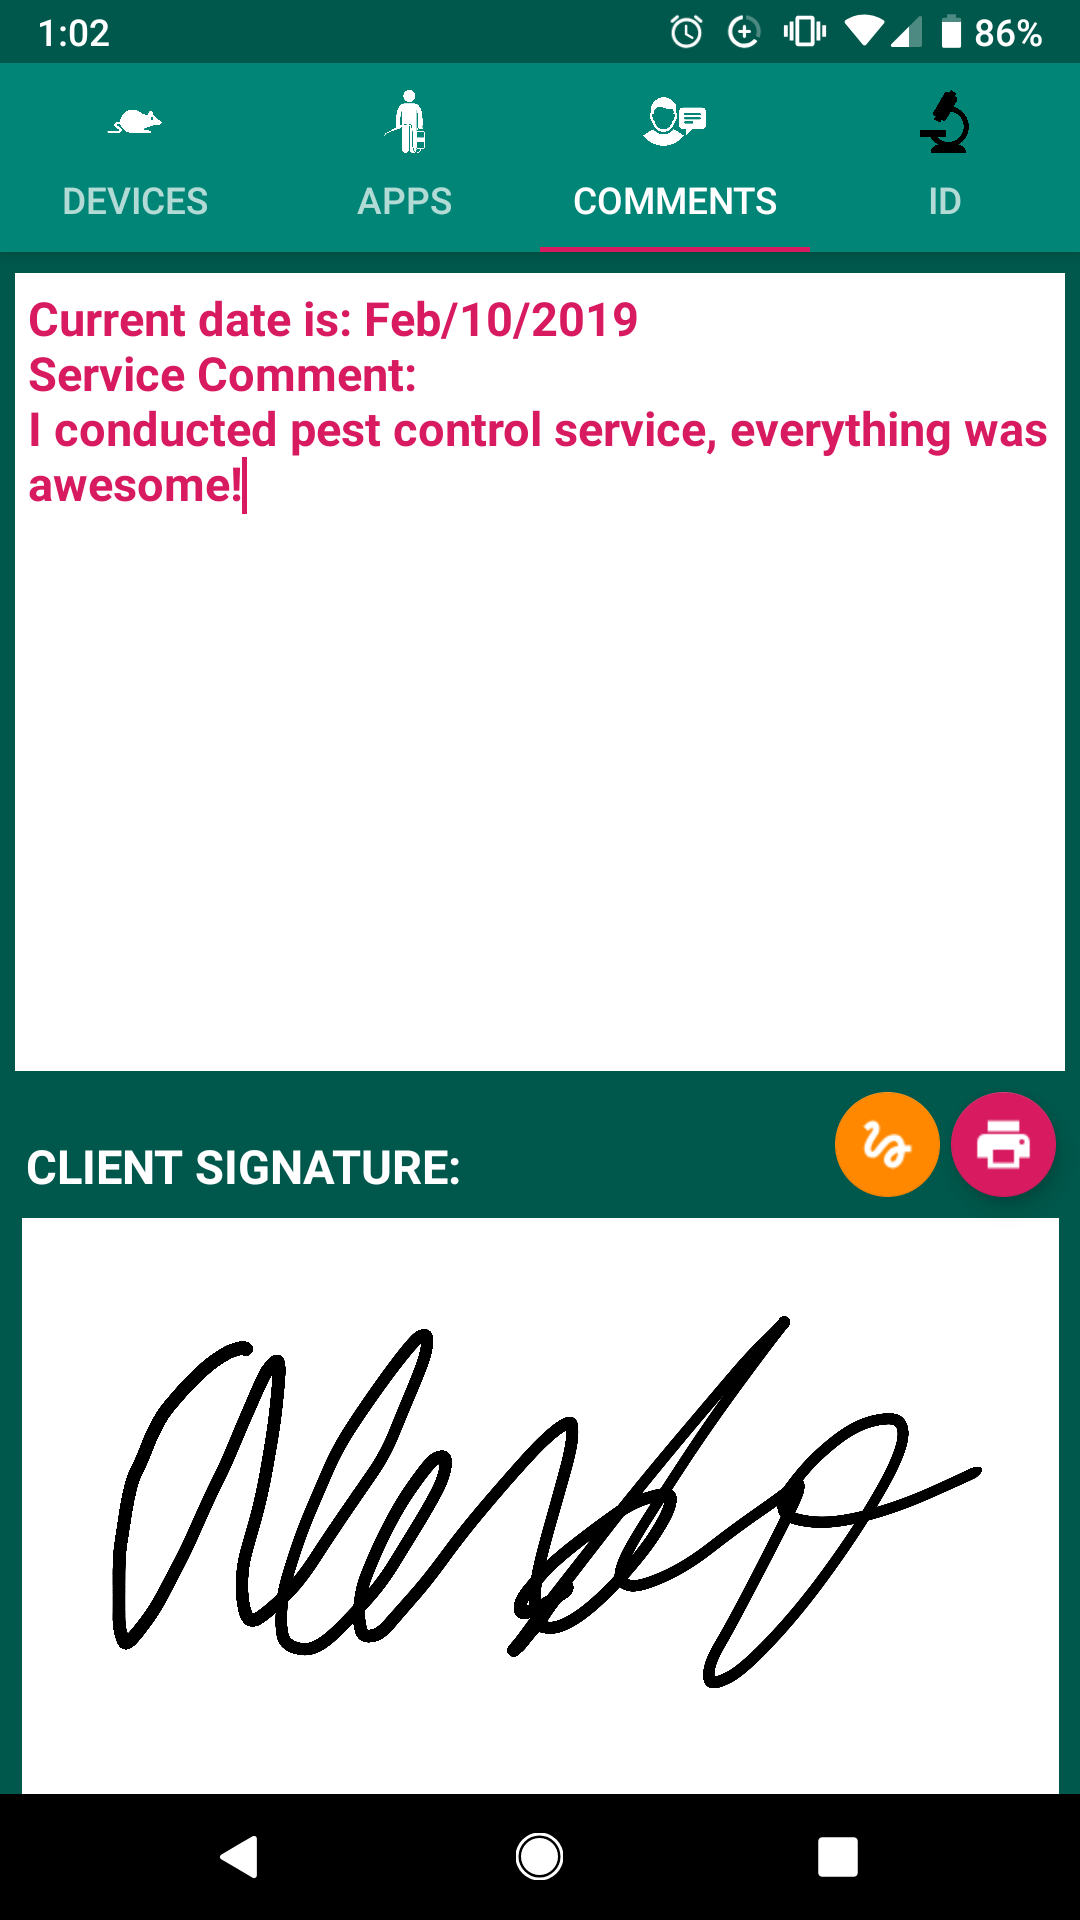 1:02
86%
DEVICES
APPS
COMMENTS
ID
Current date is: Feb/10/2019
Service Comment:
I conducted pest control service, everything was
awesome!
CLIENT SIGNATURE: